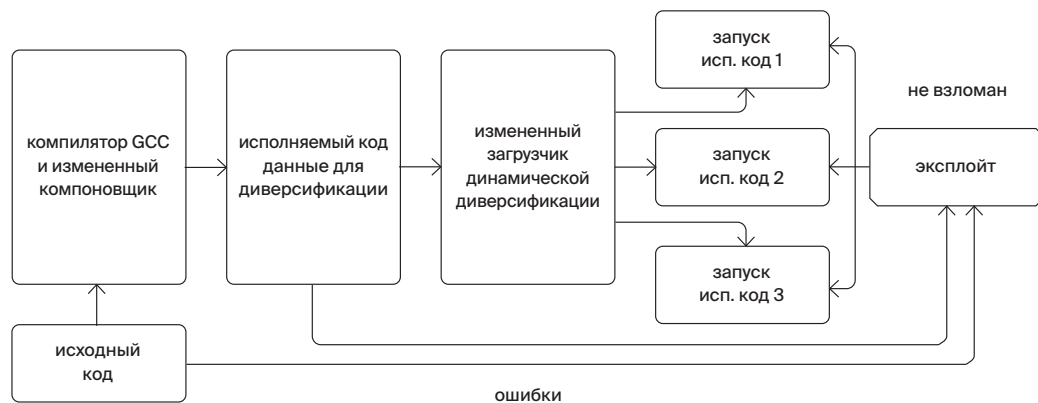 компилятор GCC
и измененный
компоновщик
исполняемый код
данные для
диверсификации
измененный
загрузчик
динамической
диверсификации
запуск
исп. код 1
запуск
исп. код 2
запуск
исп. код 3
не взломан
эксплойт
исходный
код
ошибки